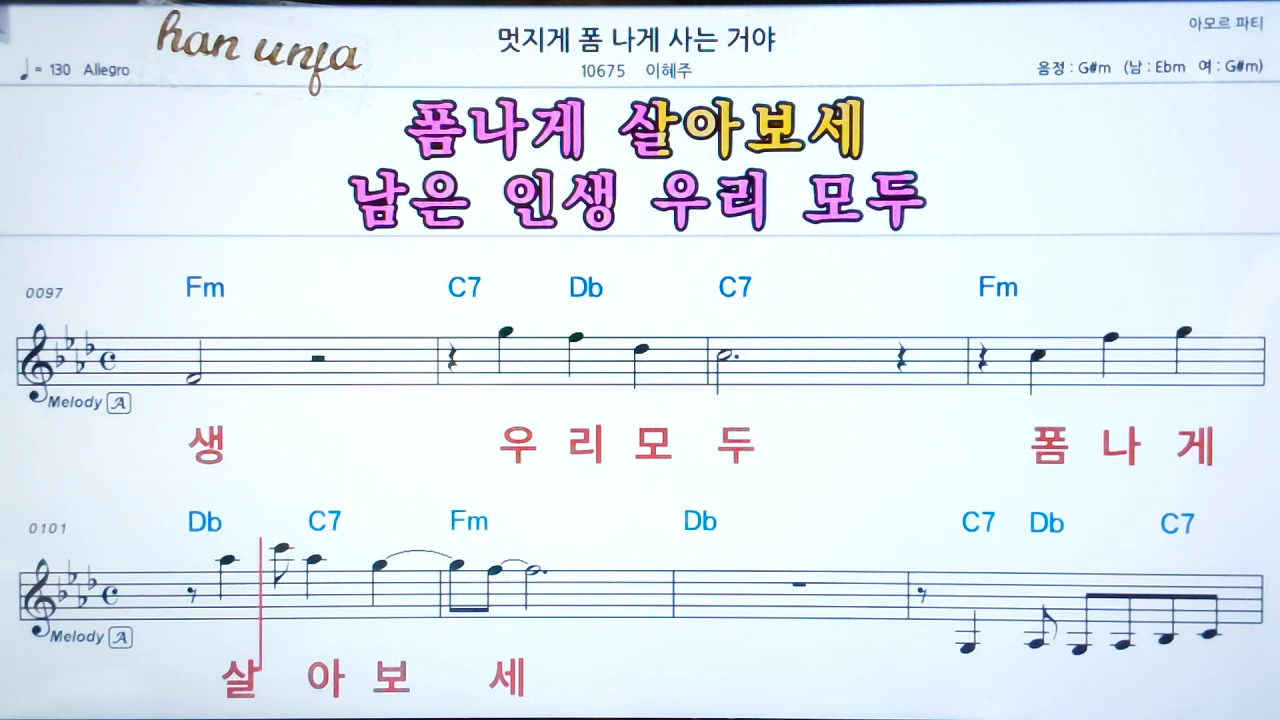 han unja
멋지게 폼 나게 사는 거야
아모르 파티
♩= 130 Allegro
10675 이혜주
음정 : G#m (남 : Ebm 여 : G#m)
폼나게 살아보세
남은 인생 우리 모두
0097 Fm C7 Db C7 Fm
Melody A
생 우 리 모 두 폼 나 게
0101 Db C7 Fm Db C7 Db C7
Melody A
살 아 보 세